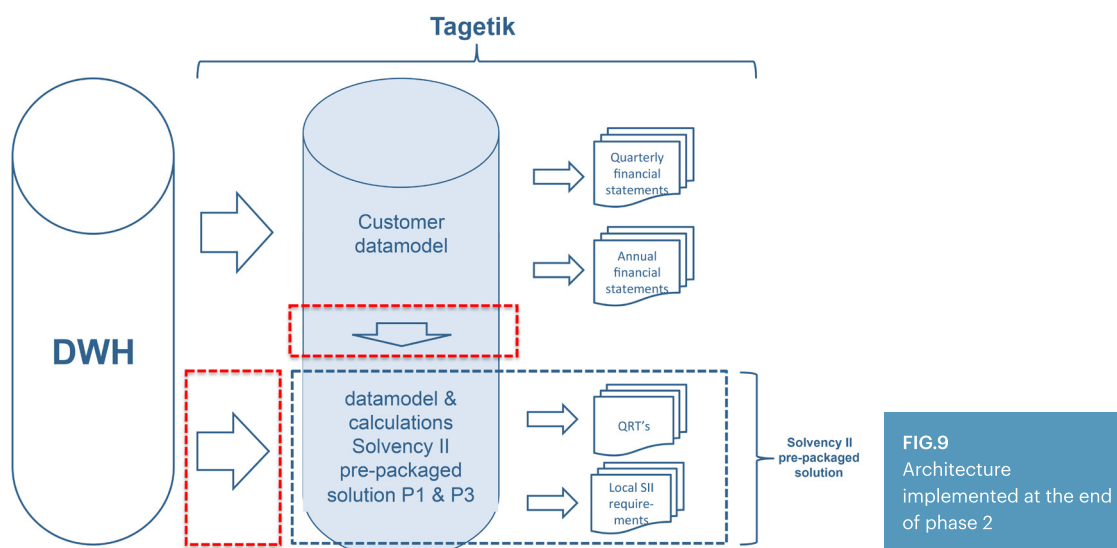 Tagetik
DWH
Customer
datamodel
datamodel &
calculations
Solvency II
pre-packaged
solution P1 & P3
Quarterly
financial
statements
Annual
financial
statements
QRT's
Local SII
require-
ments
Solvency II
pre-packaged
solution
FIG.9
Architecture
implemented at the end
of phase 2